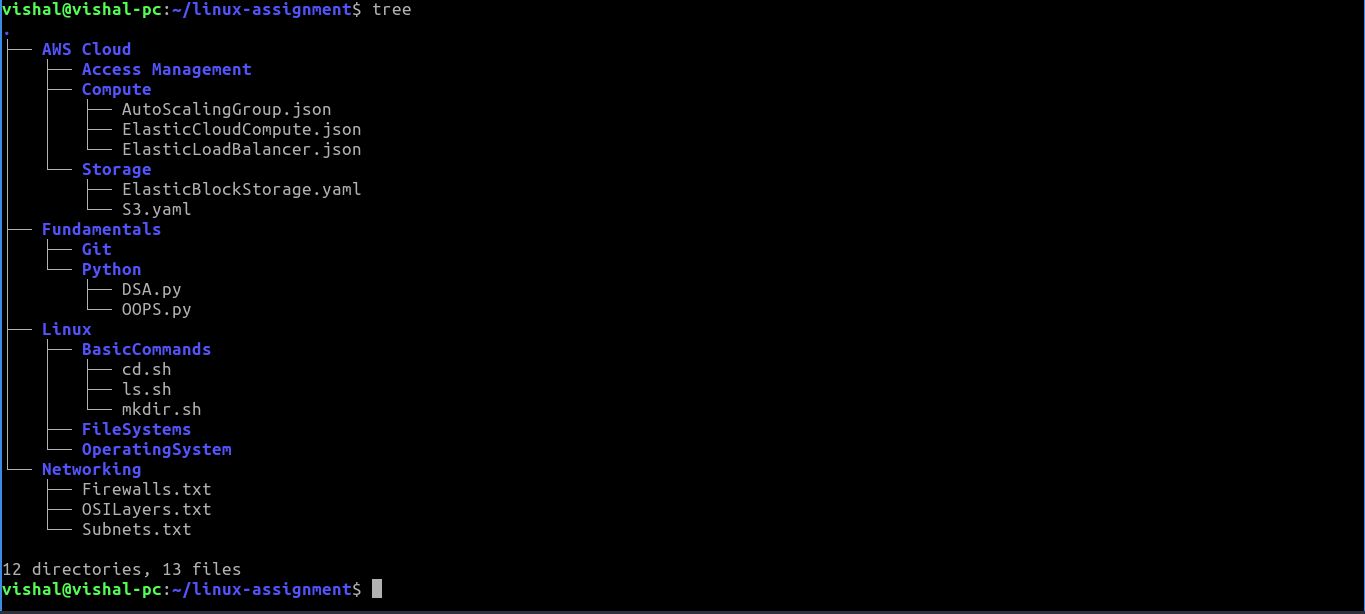 vishal@vishal-pc:~/linux-assignment$ tree
.
├── AWS Cloud
│   ├── Access Management
│   ├── Compute
│   │   ├── AutoScalingGroup.json
│   │   ├── ElasticCloudCompute.json
│   │   └── ElasticLoadBalancer.json
│   └── Storage
│       ├── ElasticBlockStorage.yaml
│       └── S3.yaml
├── Fundamentals
│   ├── Git
│   └── Python
│       ├── DSA.py
│       └── OOPS.py
├── Linux
│   ├── BasicCommands
│   │   ├── cd.sh
│   │   ├── ls.sh
│   │   └── mkdir.sh
│   ├── FileSystems
│   └── OperatingSystem
└── Networking
    ├── Firewalls.txt
    ├── OSILayers.txt
    └── Subnets.txt

12 directories, 13 files
vishal@vishal-pc:~/linux-assignment$